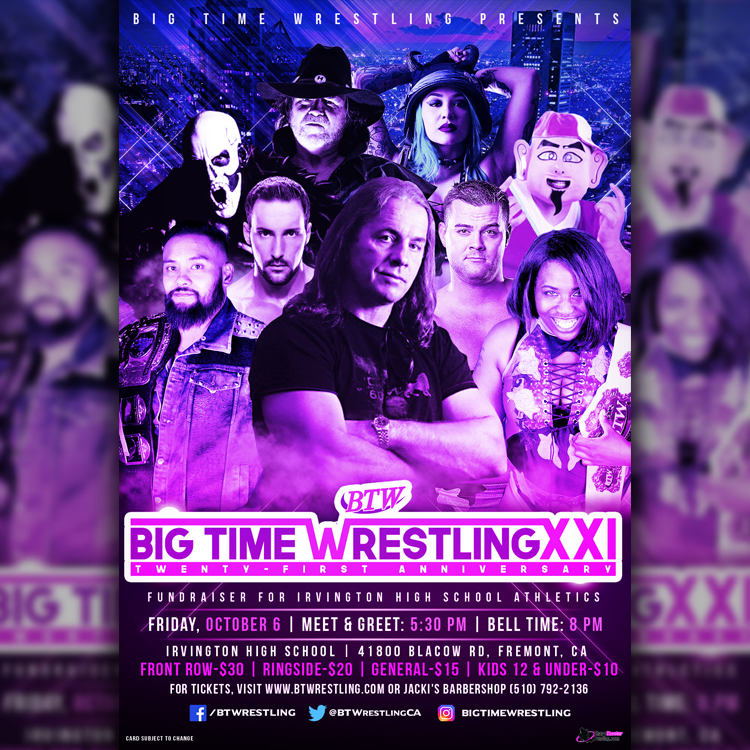 BIG TIME WRESTLING PRESENTS
BTW
BIG TIME WRESTLING XXI
TWENTY-FIRST ANNIVERSARY
FUNDRAISER FOR IRVINGTON HIGH SCHOOL ATHLETICS
FRIDAY, OCTOBER 6 | MEET & GREET: 5:30 PM | BELL TIME: 8 PM
IRVINGTON HIGH SCHOOL | 41800 BLACOW RD, FREMONT, CA
FRONT ROW-$30 | RINGSIDE-$20 | GENERAL-$15 | KIDS 12 & UNDER-$10
FOR TICKETS, VISIT WWW.BTWRESTLING.COM OR JACKI'S BARBERSHOP (510) 792-2136
/BTWRESTLING @BTWRESTLINGCA BIGTIMEWRESTLING
CARD SUBJECT TO CHANGE